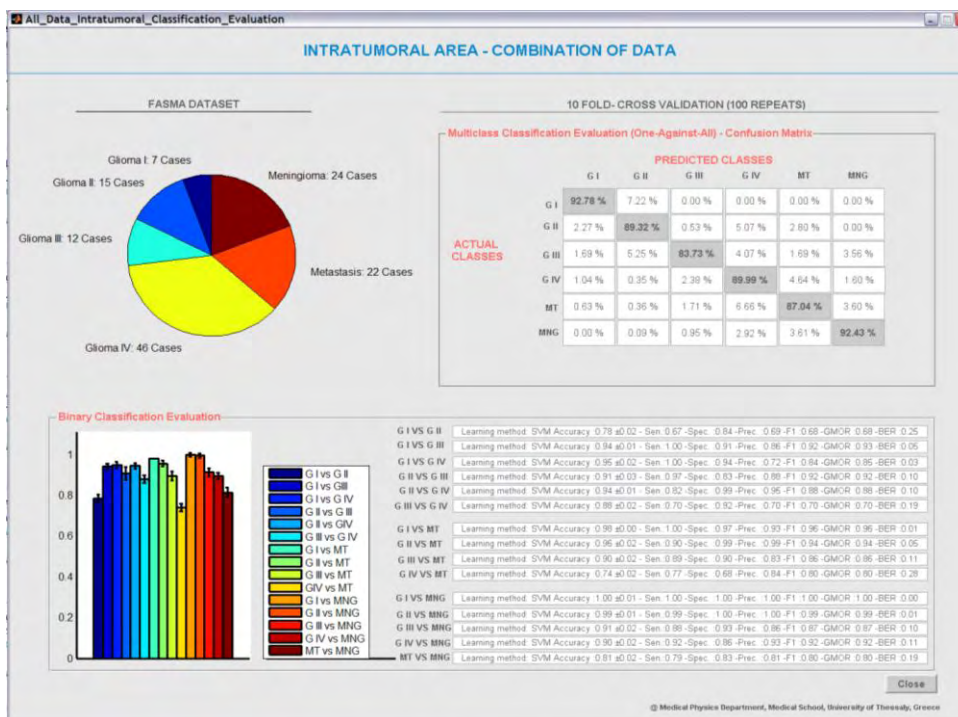 All_Data_Intratumoral_Classification_Evaluation
INTRATUMORAL AREA - COMBINATION OF DATA
FASMA DATASET
Glioma I: 7 Cases
Glioma II: 15 Cases
Glioma III: 12 Cases
Glioma IV: 46 Cases
Meningioma: 24 Cases
Metastasis: 22 Cases
10 FOLD- CROSS VALIDATION (100 REPEATS)
Multiclass Classification Evaluation (One-Against-All) - Confusion Matrix
PREDICTED CLASSES
G I G II G III G IV MT MNG
ACTUAL CLASSES
G I 92.78 % 7.22 % 0.00 % 0.00 % 0.00 % 0.00 %
G II 2.27 % 89.32 % 0.53 % 5.07 % 2.80 % 0.00 %
G III 1.69 % 5.25 % 83.73 % 4.07 % 1.69 % 3.56 %
G IV 1.04 % 0.35 % 2.39 % 89.99 % 4.64 % 1.60 %
MT 0.63 % 0.36 % 1.71 % 6.66 % 87.04 % 3.60 %
MNG 0.00 % 0.09 % 0.95 % 2.92 % 3.61 % 92.43 %
Binary Classification Evaluation
1
0.8
0.6
0.4
0.2
0
G I vs G II
G I vs GIII
G I vs G IV
G II vs G III
G II vs GIV
G III vs G IV
G I vs MT
G II vs MT
G III vs MT
GIV vs MT
G I vs MNG
G II vs MNG
G III vs MNG
G IV vs MNG
MT vs MNG
G I VS G II Learning method: SVM Accuracy :0.78 ±0.02 - Sen :0.67 -Spec. :0.84 -Prec. :0.69 -F1 :0.68 -GMOR :0.68 -BER :0.25
G I VS G III Learning method: SVM Accuracy :0.94 ±0.01 - Sen :1.00 -Spec. :0.91 -Prec. :0.86 -F1 :0.92 -GMOR :0.93 -BER :0.05
G I VS G IV Learning method: SVM Accuracy :0.95 ±0.02 - Sen :1.00 -Spec. :0.94 -Prec. :0.72 -F1 :0.84 -GMOR :0.85 -BER :0.03
G II VS G III Learning method: SVM Accuracy :0.91 ±0.03 - Sen :0.97 -Spec. :0.83 -Prec. :0.88 -F1 :0.92 -GMOR :0.92 -BER :0.10
G II VS G IV Learning method: SVM Accuracy :0.94 ±0.01 - Sen :0.82 -Spec. :0.99 -Prec. :0.95 -F1 :0.88 -GMOR :0.88 -BER :0.10
G III VS G IV Learning method: SVM Accuracy :0.88 ±0.02 - Sen :0.70 -Spec. :0.92 -Prec. :0.70 -F1 :0.70 -GMOR :0.70 -BER :0.19
G I VS MT Learning method: SVM Accuracy :0.98 ±0.00 - Sen :1.00 -Spec. :0.97 -Prec. :0.93 -F1 :0.96 -GMOR :0.96 -BER :0.01
G II VS MT Learning method: SVM Accuracy :0.96 ±0.02 - Sen :0.90 -Spec. :0.99 -Prec. :0.99 -F1 :0.94 -GMOR :0.94 -BER :0.05
G III VS MT Learning method: SVM Accuracy :0.90 ±0.02 - Sen :0.89 -Spec. :0.90 -Prec. :0.83 -F1 :0.86 -GMOR :0.86 -BER :0.11
G IV VS MT Learning method: SVM Accuracy :0.74 ±0.02 - Sen :0.77 -Spec. :0.68 -Prec. :0.84 -F1 :0.80 -GMOR :0.80 -BER :0.28
G I VS MNG Learning method: SVM Accuracy :1.00 ±0.01 - Sen :1.00 -Spec. :1.00 -Prec. :1.00 -F1 :1.00 -GMOR :1.00 -BER :0.00
G II VS MNG Learning method: SVM Accuracy :0.99 ±0.01 - Sen :0.99 -Spec. :1.00 -Prec. :1.00 -F1 :0.99 -GMOR :0.99 -BER :0.01
G III VS MNG Learning method: SVM Accuracy :0.91 ±0.02 - Sen :0.88 -Spec. :0.93 -Prec. :0.86 -F1 :0.87 -GMOR :0.87 -BER :0.10
G IV VS MNG Learning method: SVM Accuracy :0.90 ±0.02 - Sen :0.92 -Spec. :0.86 -Prec. :0.93 -F1 :0.92 -GMOR :0.92 -BER :0.11
MT VS MNG Learning method: SVM Accuracy :0.81 ±0.02 - Sen :0.79 -Spec. :0.83 -Prec. :0.81 -F1 :0.80 -GMOR :0.80 -BER :0.19
Close
@ Medical Physics Department, Medical School, University of Thessaly, Greece